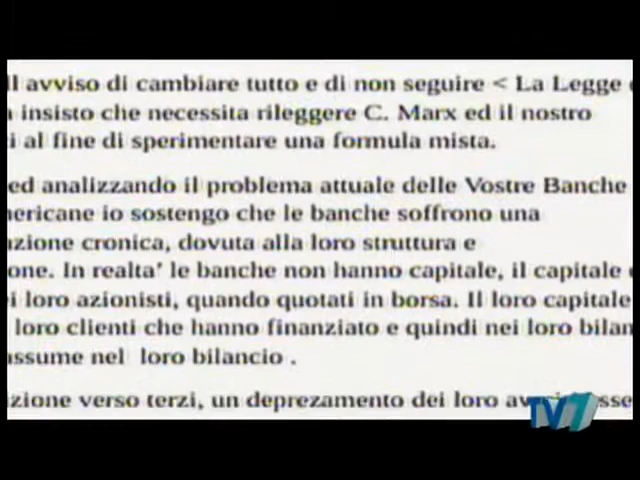 ll avviso di cambiare tutto e di non seguire < La Legge
insisto che necessita rileggere C. Marx ed il nostro
i al fine di sperimentare una formula mista.
ed analizzando il problema attuale delle Vostre Banche
ericane io sostengo che le banche soffrono una
zione cronica, dovuta alla loro struttura e
one. In realta' le banche non hanno capitale, il capitale
i loro azionisti, quando quotati in borsa. Il loro capitale
loro clienti che hanno finanziato e quindi nei loro bilan
assume nel loro bilancio .
zione verso terzi, un deprezamento dei loro
TV7